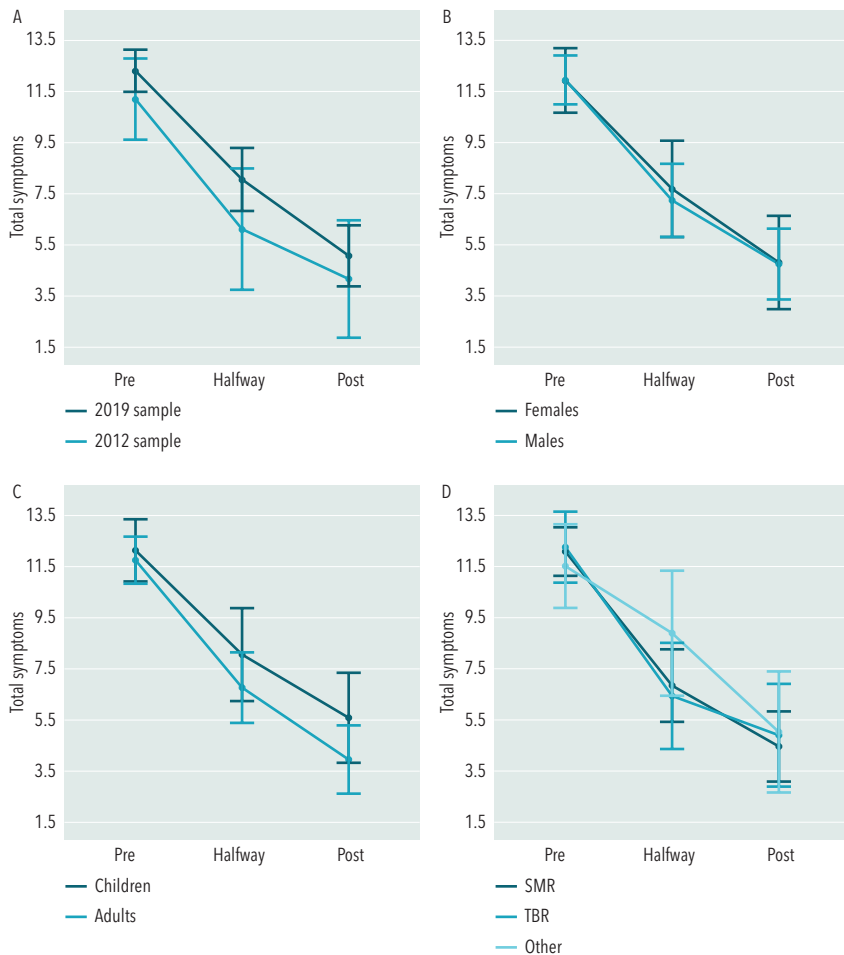 A
Total symptoms
13.5
11.5
9.5
7.5
5.5
3.5
1.5
Pre Halfway Post
2019 sample
2012 sample
B
Total symptoms
13.5
11.5
9.5
7.5
5.5
3.5
1.5
Pre Halfway Post
Females
Males
C
Total symptoms
13.5
11.5
9.5
7.5
5.5
3.5
1.5
Pre Halfway Post
Children
Adults
D
Total symptoms
13.5
11.5
9.5
7.5
5.5
3.5
1.5
Pre Halfway Post
SMR
TBR
Other